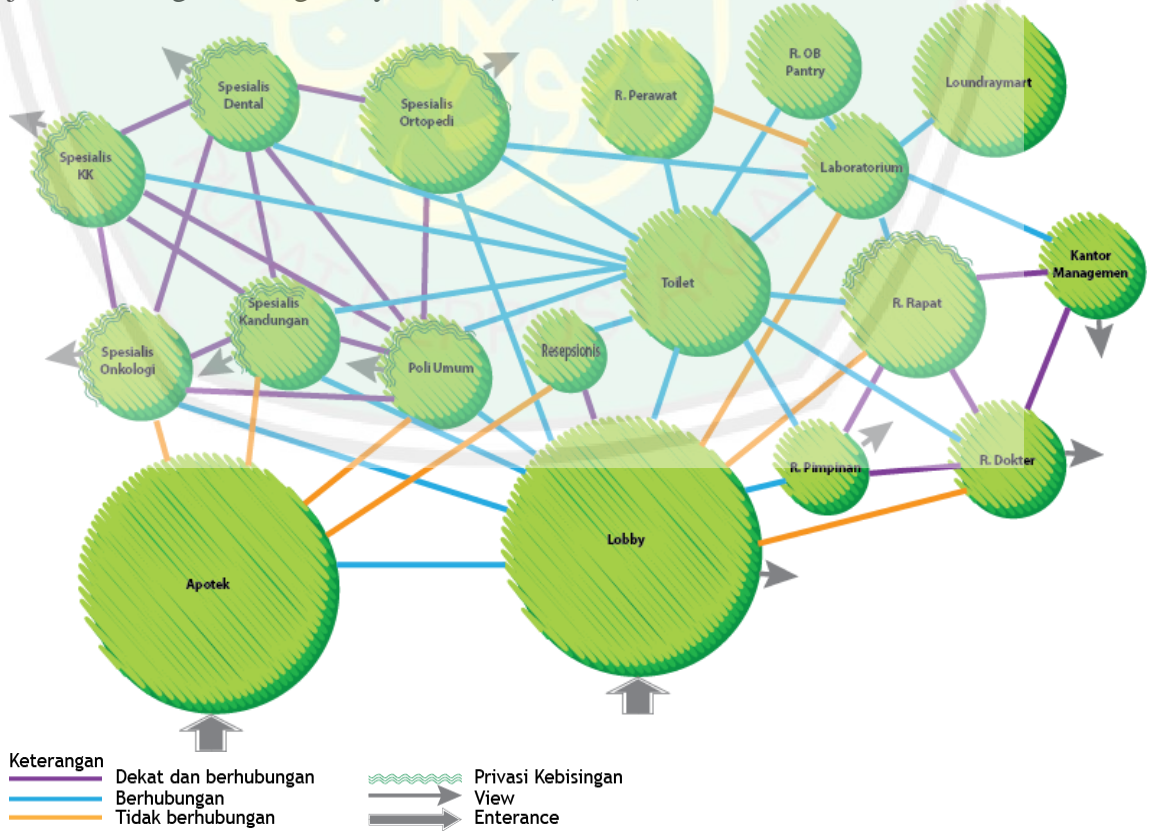 Spesialis
Dental
Spesialis
Ortopedi
R. Perawat
R. OB
Pantry
Loundraymart
Spesialis
KK
Laboratorium
Kantor
Managemen
Toilet
R. Rapat
Spesialis
Kandungan
Spesialis
Onkologi
Poli Umum
Resepsionis
R. Pimpinan
R. Dokter
Lobby
Apotek
Keterangan
Dekat dan berhubungan
Berhubungan
Tidak berhubungan
Privasi Kebisingan
View
Enterance